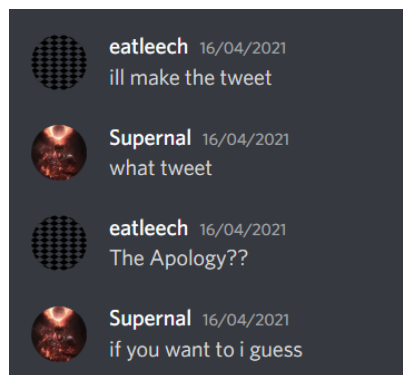 eatleech 16/04/2021
ill make the tweet
Supernal 16/04/2021
what tweet
eatleech 16/04/2021
The Apology??
Supernal 16/04/2021
if you want to i guess